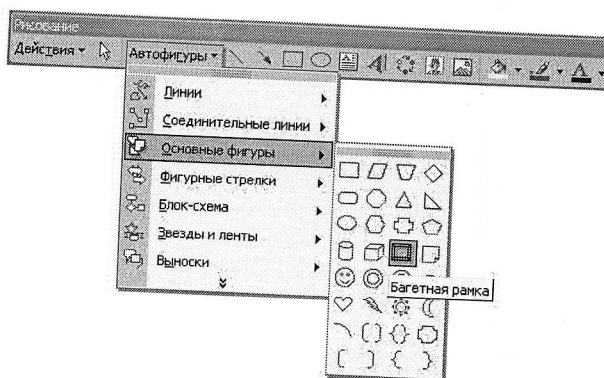 Рисование
Действия
Автофигуры
Линии
Соединительные линии
Основные фигуры
Фигурные стрелки
Блок-схема
Звезды и ленты
Выноски
Багетная рамка